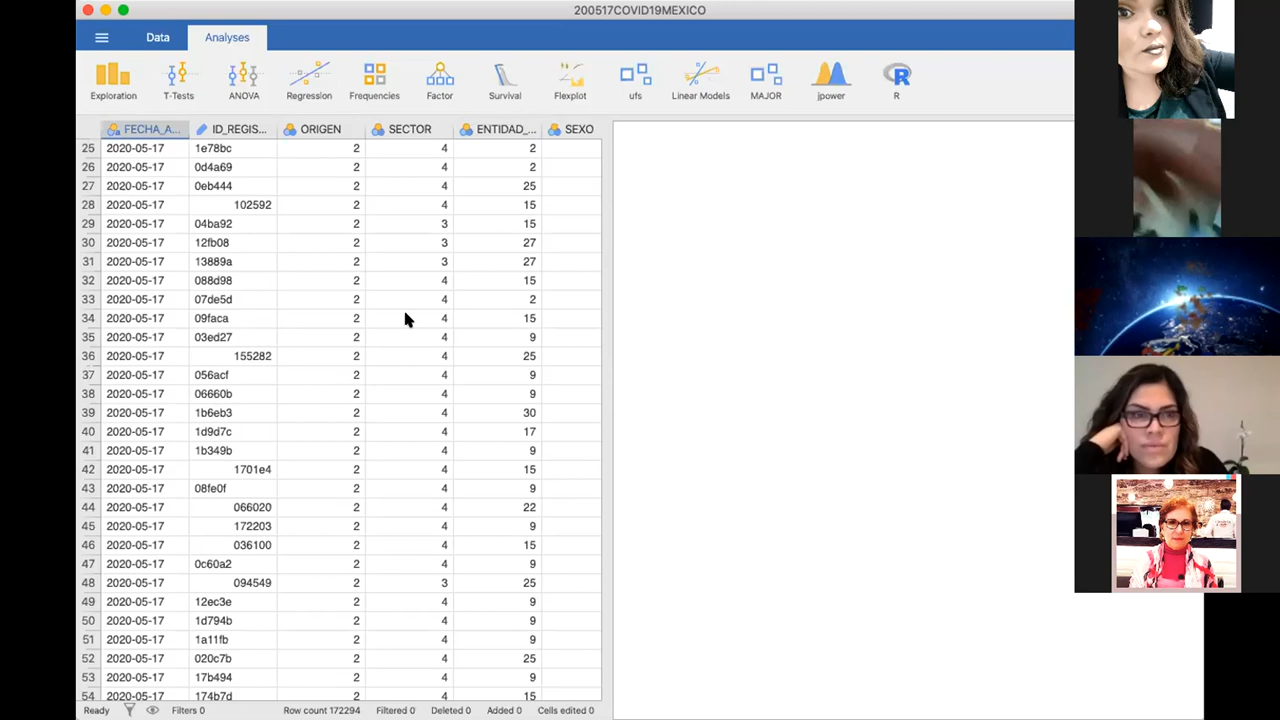 200517COVID19MEXICO
Data Analyses
Exploration T-Tests ANOVA Regression Frequencies Factor Survival Flexplot ufs Linear Models MAJOR jpower R
FECHA_A... ID_REGIS... ORIGEN SECTOR ENTIDAD_... SEXO
25 2020-05-17 1e78bc 2 4 2
26 2020-05-17 0d4a69 2 4 2
27 2020-05-17 0eb444 2 4 25
28 2020-05-17 102592 2 4 15
29 2020-05-17 04ba92 2 3 15
30 2020-05-17 12fb08 2 3 27
31 2020-05-17 13889a 2 3 27
32 2020-05-17 088d98 2 4 15
33 2020-05-17 07de5d 2 4 2
34 2020-05-17 09faca 2 4 15
35 2020-05-17 03ed27 2 4 9
36 2020-05-17 155282 2 4 25
37 2020-05-17 056acf 2 4 9
38 2020-05-17 06660b 2 4 9
39 2020-05-17 1b6eb3 2 4 30
40 2020-05-17 1d9d7c 2 4 17
41 2020-05-17 1b349b 2 4 9
42 2020-05-17 1701e4 2 4 15
43 2020-05-17 08fe0f 2 4 9
44 2020-05-17 066020 2 4 22
45 2020-05-17 172203 2 4 9
46 2020-05-17 036100 2 4 15
47 2020-05-17 0c60a2 2 4 9
48 2020-05-17 094549 2 3 25
49 2020-05-17 12ec3e 2 4 9
50 2020-05-17 1d794b 2 4 9
51 2020-05-17 1a11fb 2 4 9
52 2020-05-17 020c7b 2 4 25
53 2020-05-17 17b494 2 4 9
54 2020-05-17 174b7d 2 4 15
Ready Filters 0 Row count 172294 Filtered 0 Deleted 0 Added 0 Cells edited 0